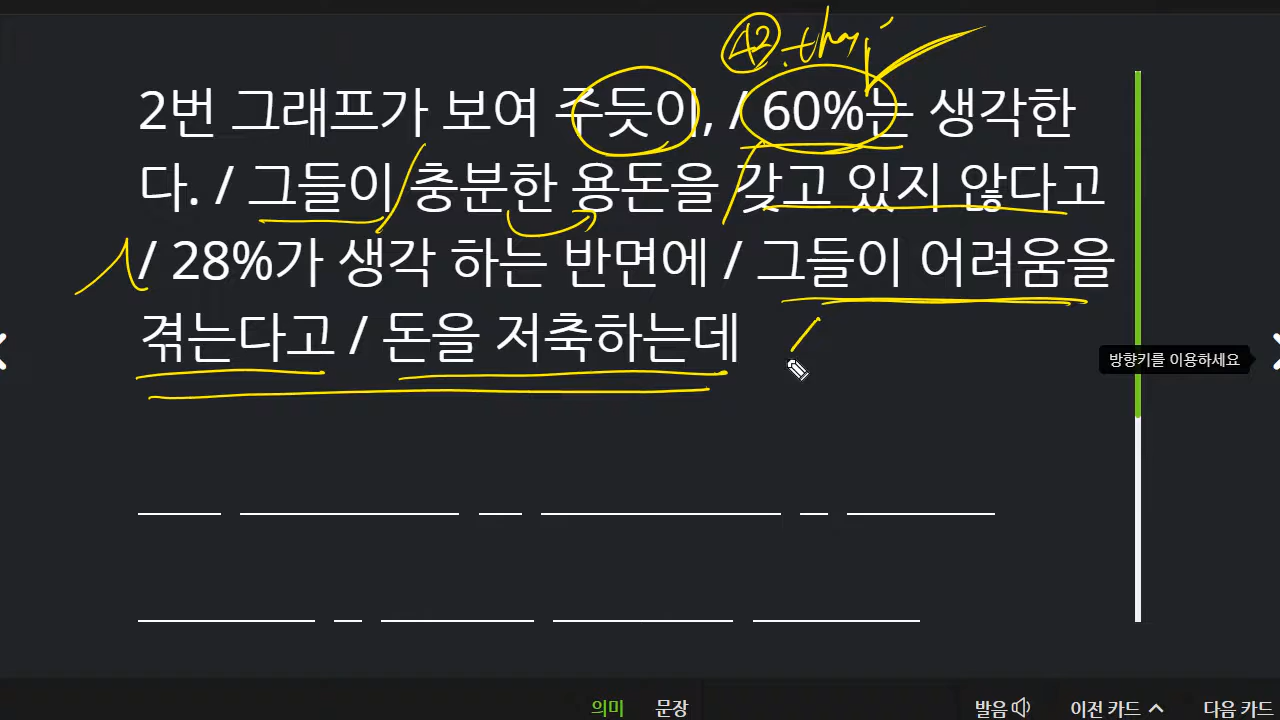 2번 그래프가 보여 주듯이, / 60%는 생각한
다. / 그들이 충분한 용돈을 갖고 있지 않다고
/ 28%가 생각 하는 반면에 / 그들이 어려움을
겪는다고 / 돈을 저축하는데
방향키를 이용하세요
의미 문장 발음 이전 카드 다음 카드